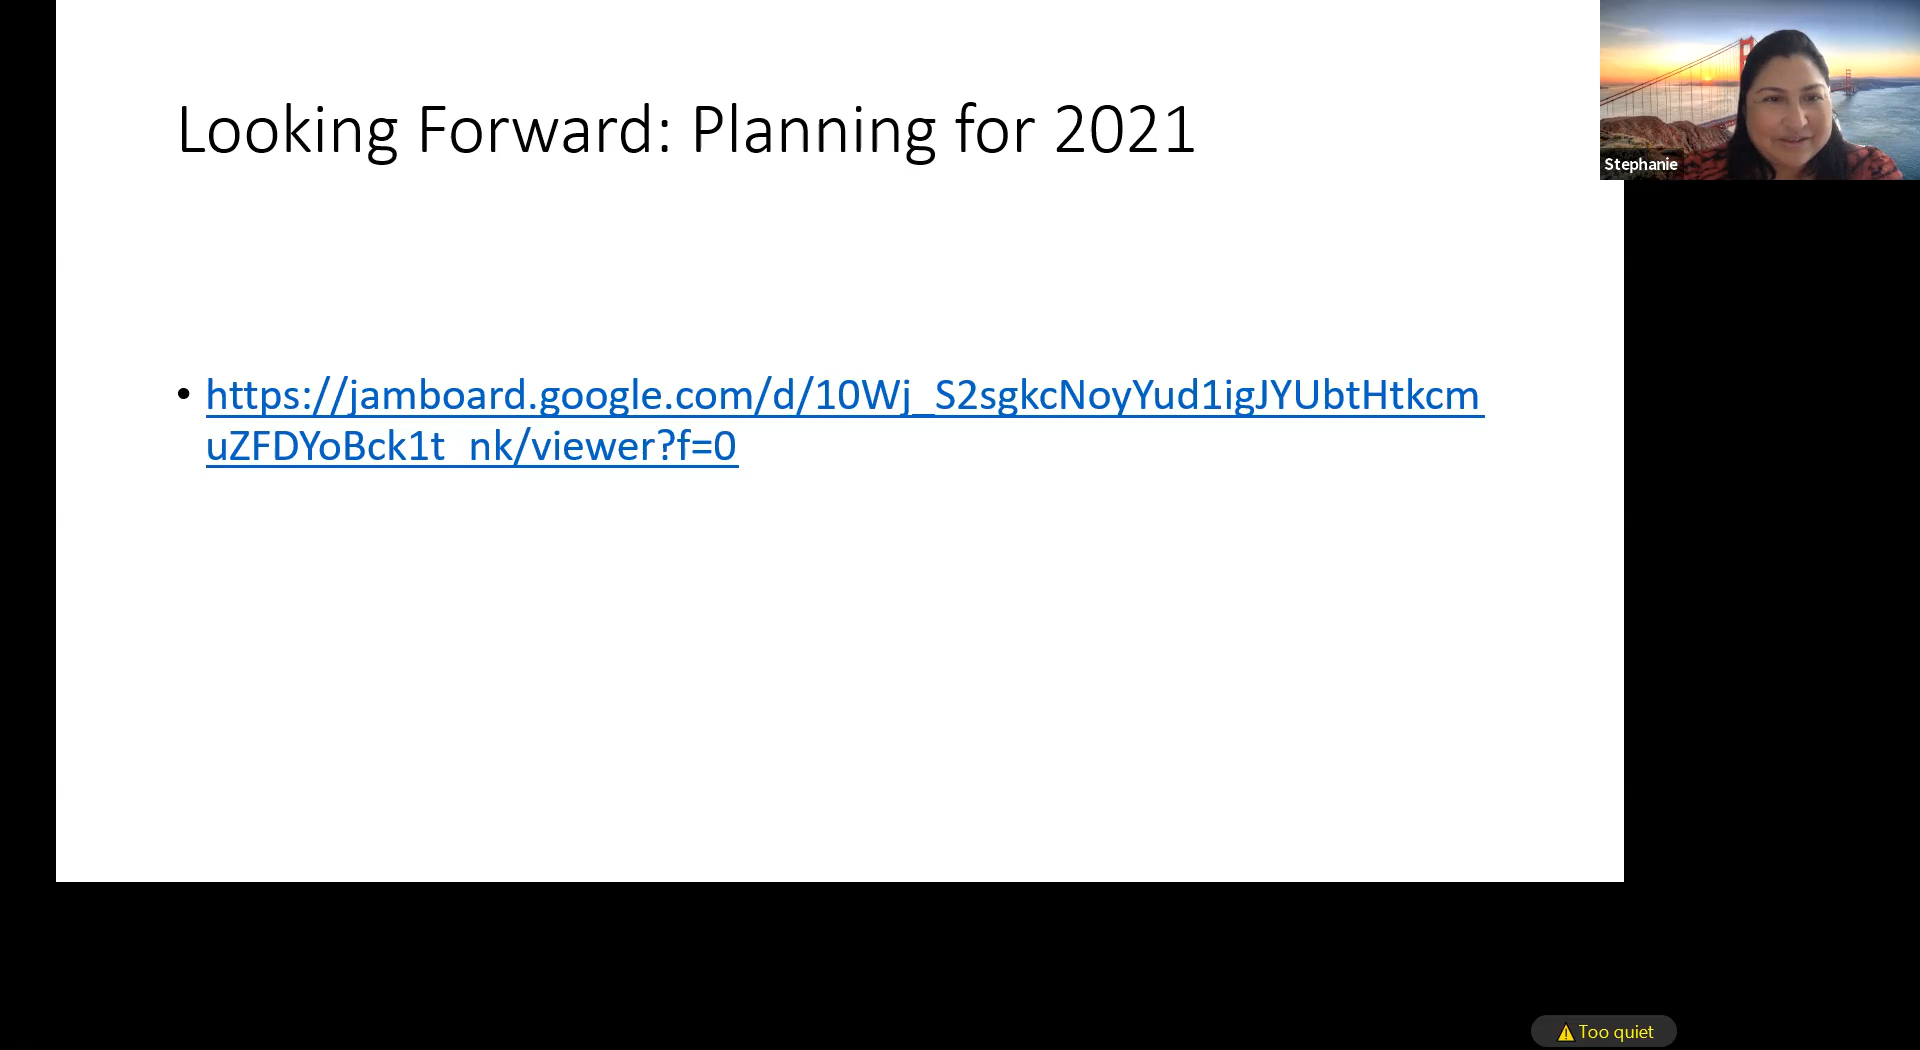 Looking Forward: Planning for 2021
Stephanie
• https://jamboard.google.com/d/10Wj_S2sgkcNoyYud1igJYUbtHtkcm
uZFDYoBck1t_nk/viewer?f=0
Too quiet